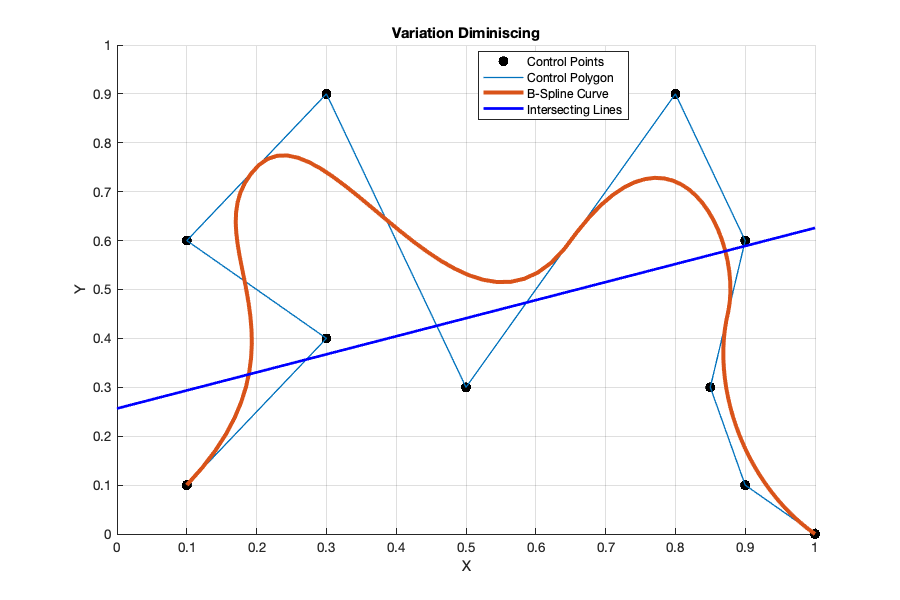 Variation Diminiscing
Control Points
Control Polygon
B-Spline Curve
Intersecting Lines
1
0.9
0.8
0.7
0.6
0.5
0.4
0.3
0.2
0.1
0
Y
0 0.1 0.2 0.3 0.4 0.5 0.6 0.7 0.8 0.9 1
X